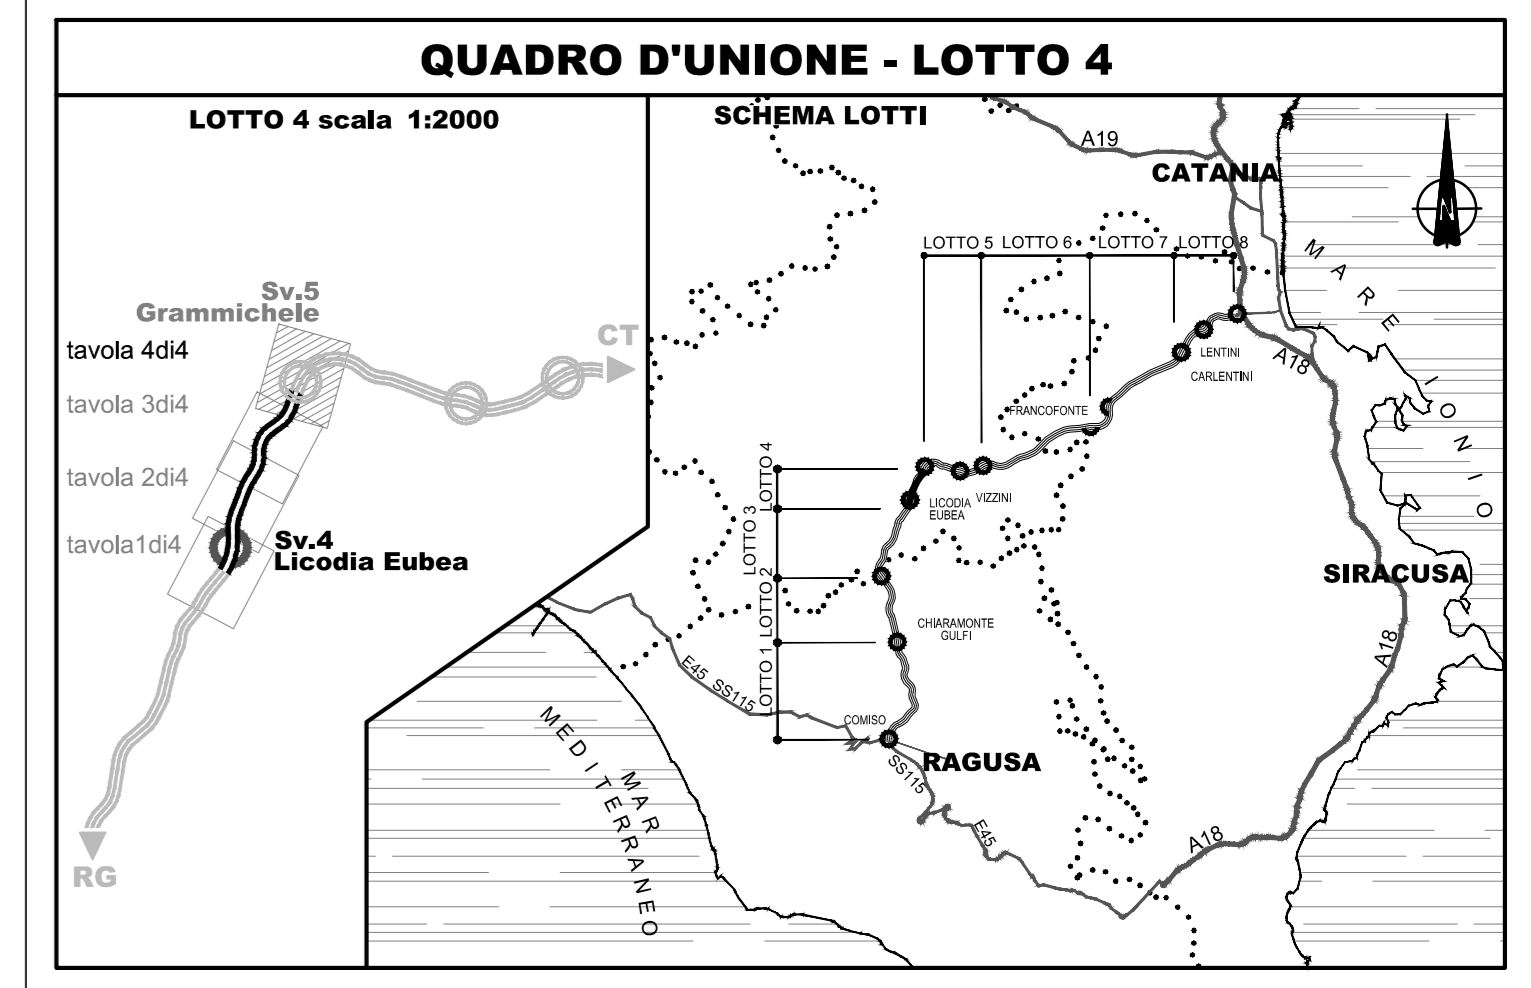 QUADRO D'UNIONE - LOTTO 4
LOTTO 4 scala 1:2000
Sv.5
Grammichele
tavola 4di4
CT
tavola 3di4
tavola 2di4
tavola1di4
Sv.4
Licodia Eubea
RG
SCHEMA LOTTI
A19
CATANIA
N
LOTTO 5
LOTTO 6
LOTTO 7
LOTTO 8
MARE
IONIO
LENTINI
A18
CARLENTINI
FRANCOFONTE
LOTTO 4
LICODIA
EUBEA
VIZZINI
LOTTO 3
LOTTO 2
SIRACUSA
CHIARAMONTE
GULFI
LOTTO 1
E45 SS115
A18
COMISO
RAGUSA
SS115
E45
A18
MAR
MEDITERRANEO